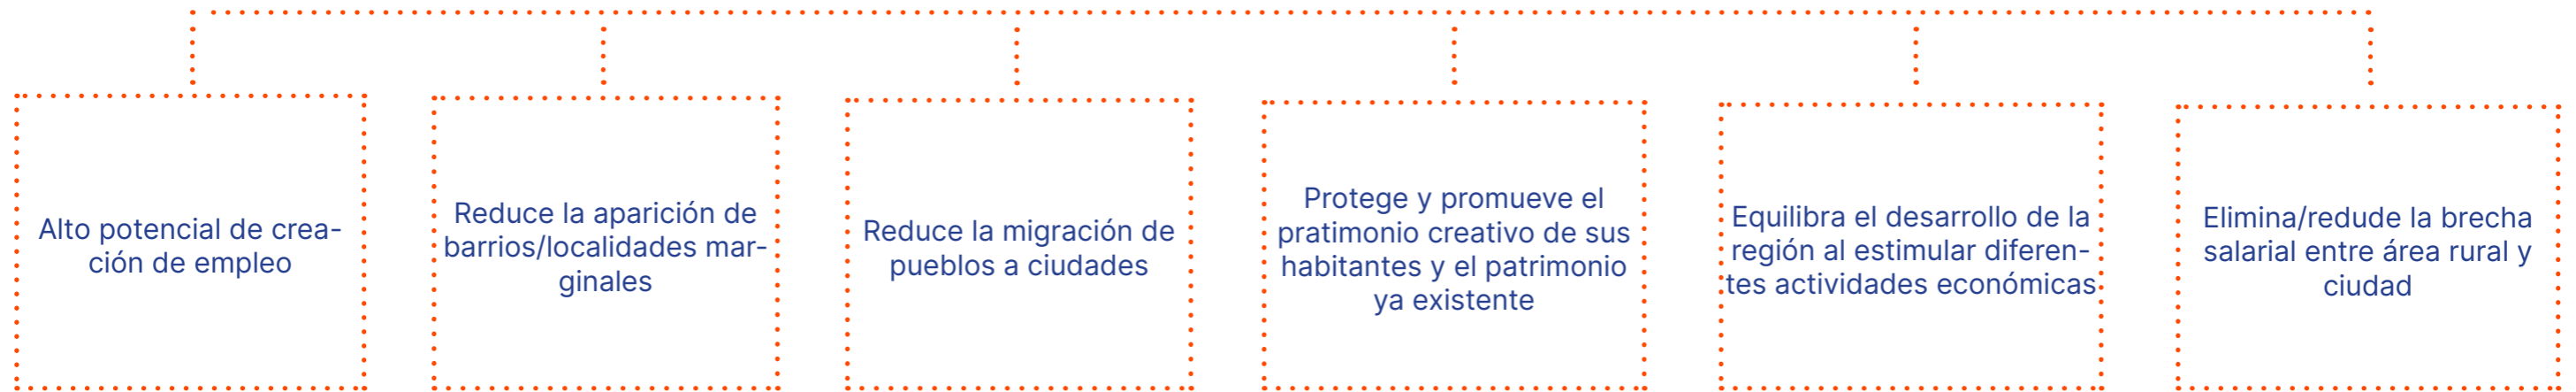 Alto potencial de crea-
ción de empleo
Reduce la aparición de
barrios/localidades mar-
ginales
Reduce la migración de
pueblos a ciudades
Protege y promueve el
pratimonio creativo de sus
habitantes y el patrimonio
ya existente
Equilibra el desarrollo de la
región al estimular diferen-
tes actividades económicas
Elimina/redude la brecha
salarial entre área rural y
ciudad